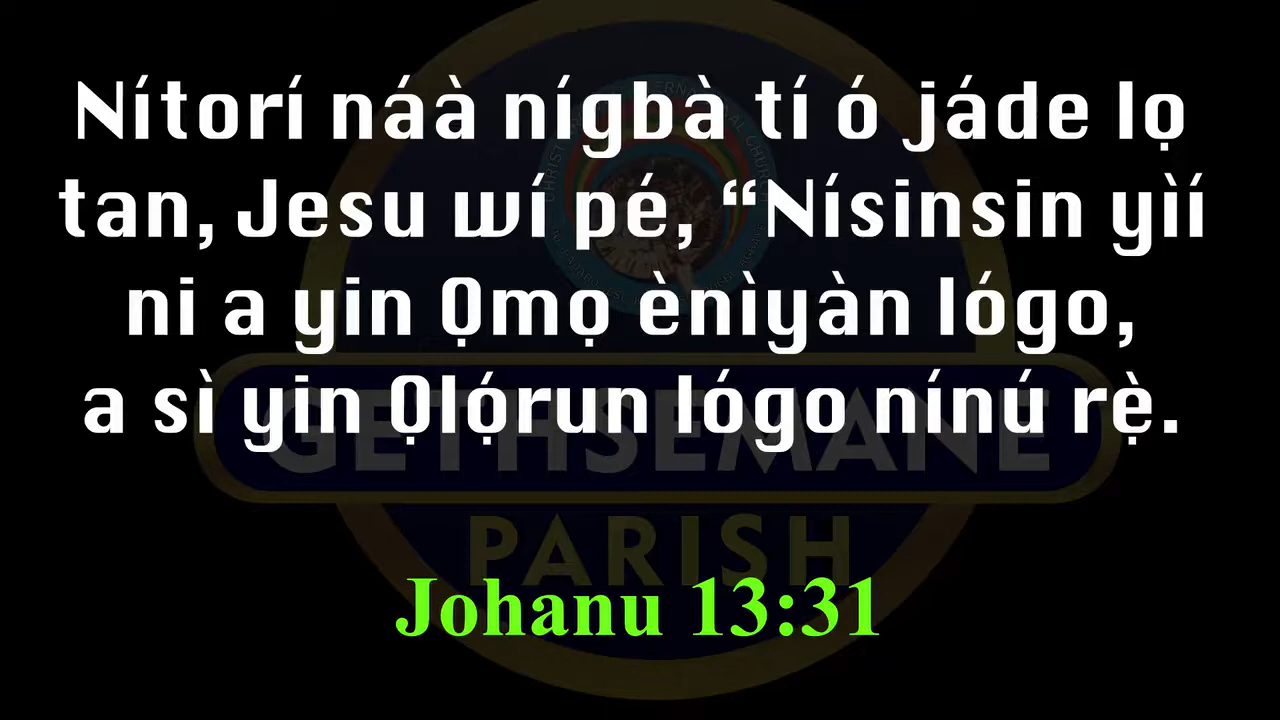 Nítorí náà nígbà tí ó jáde lọ
tan, Jesu wí pé, “Nísinsin yìí
ni a yin Ọmọ ènìyàn lógo,
a sì yin Ọlọ́run lógo nínú rẹ̀.
GETHSEMANE
PARISH
Johanu 13:31